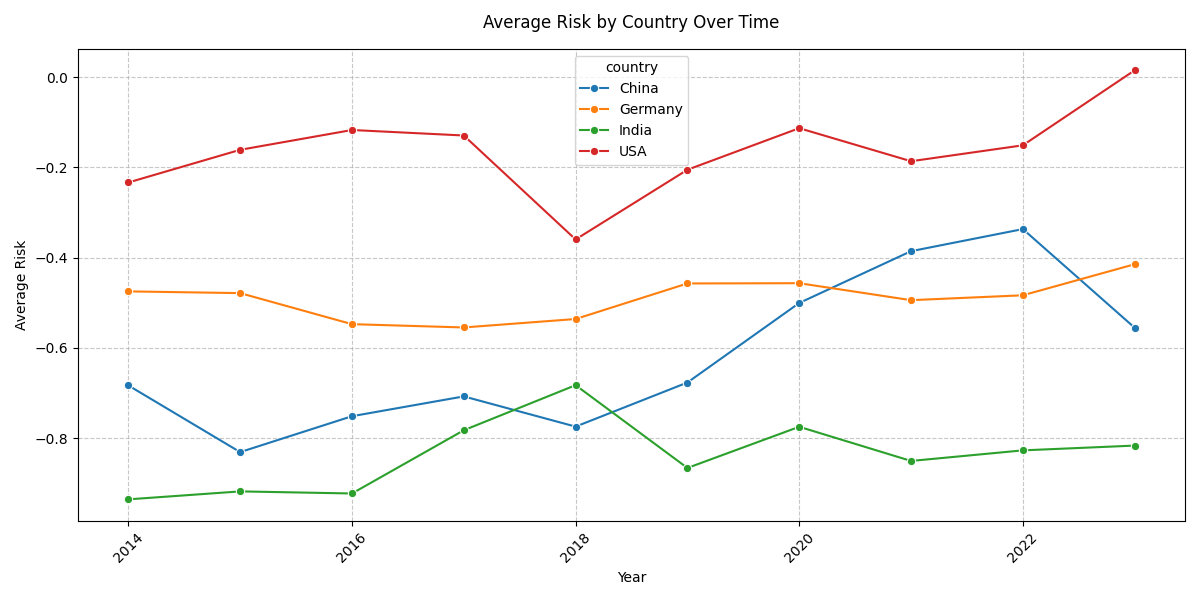 Average Risk by Country Over Time
country
China
Germany
India
USA
Average Risk
0.0
−0.2
−0.4
−0.6
−0.8
2014
2016
2018
2020
2022
Year